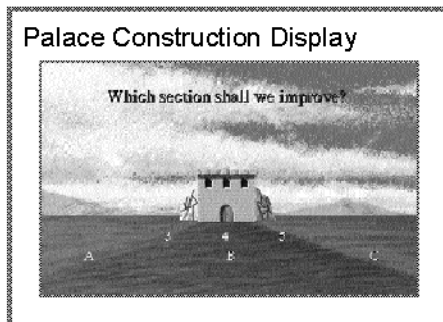 Palace Construction Display
Which section shall we improve?
3 4 5
A B C